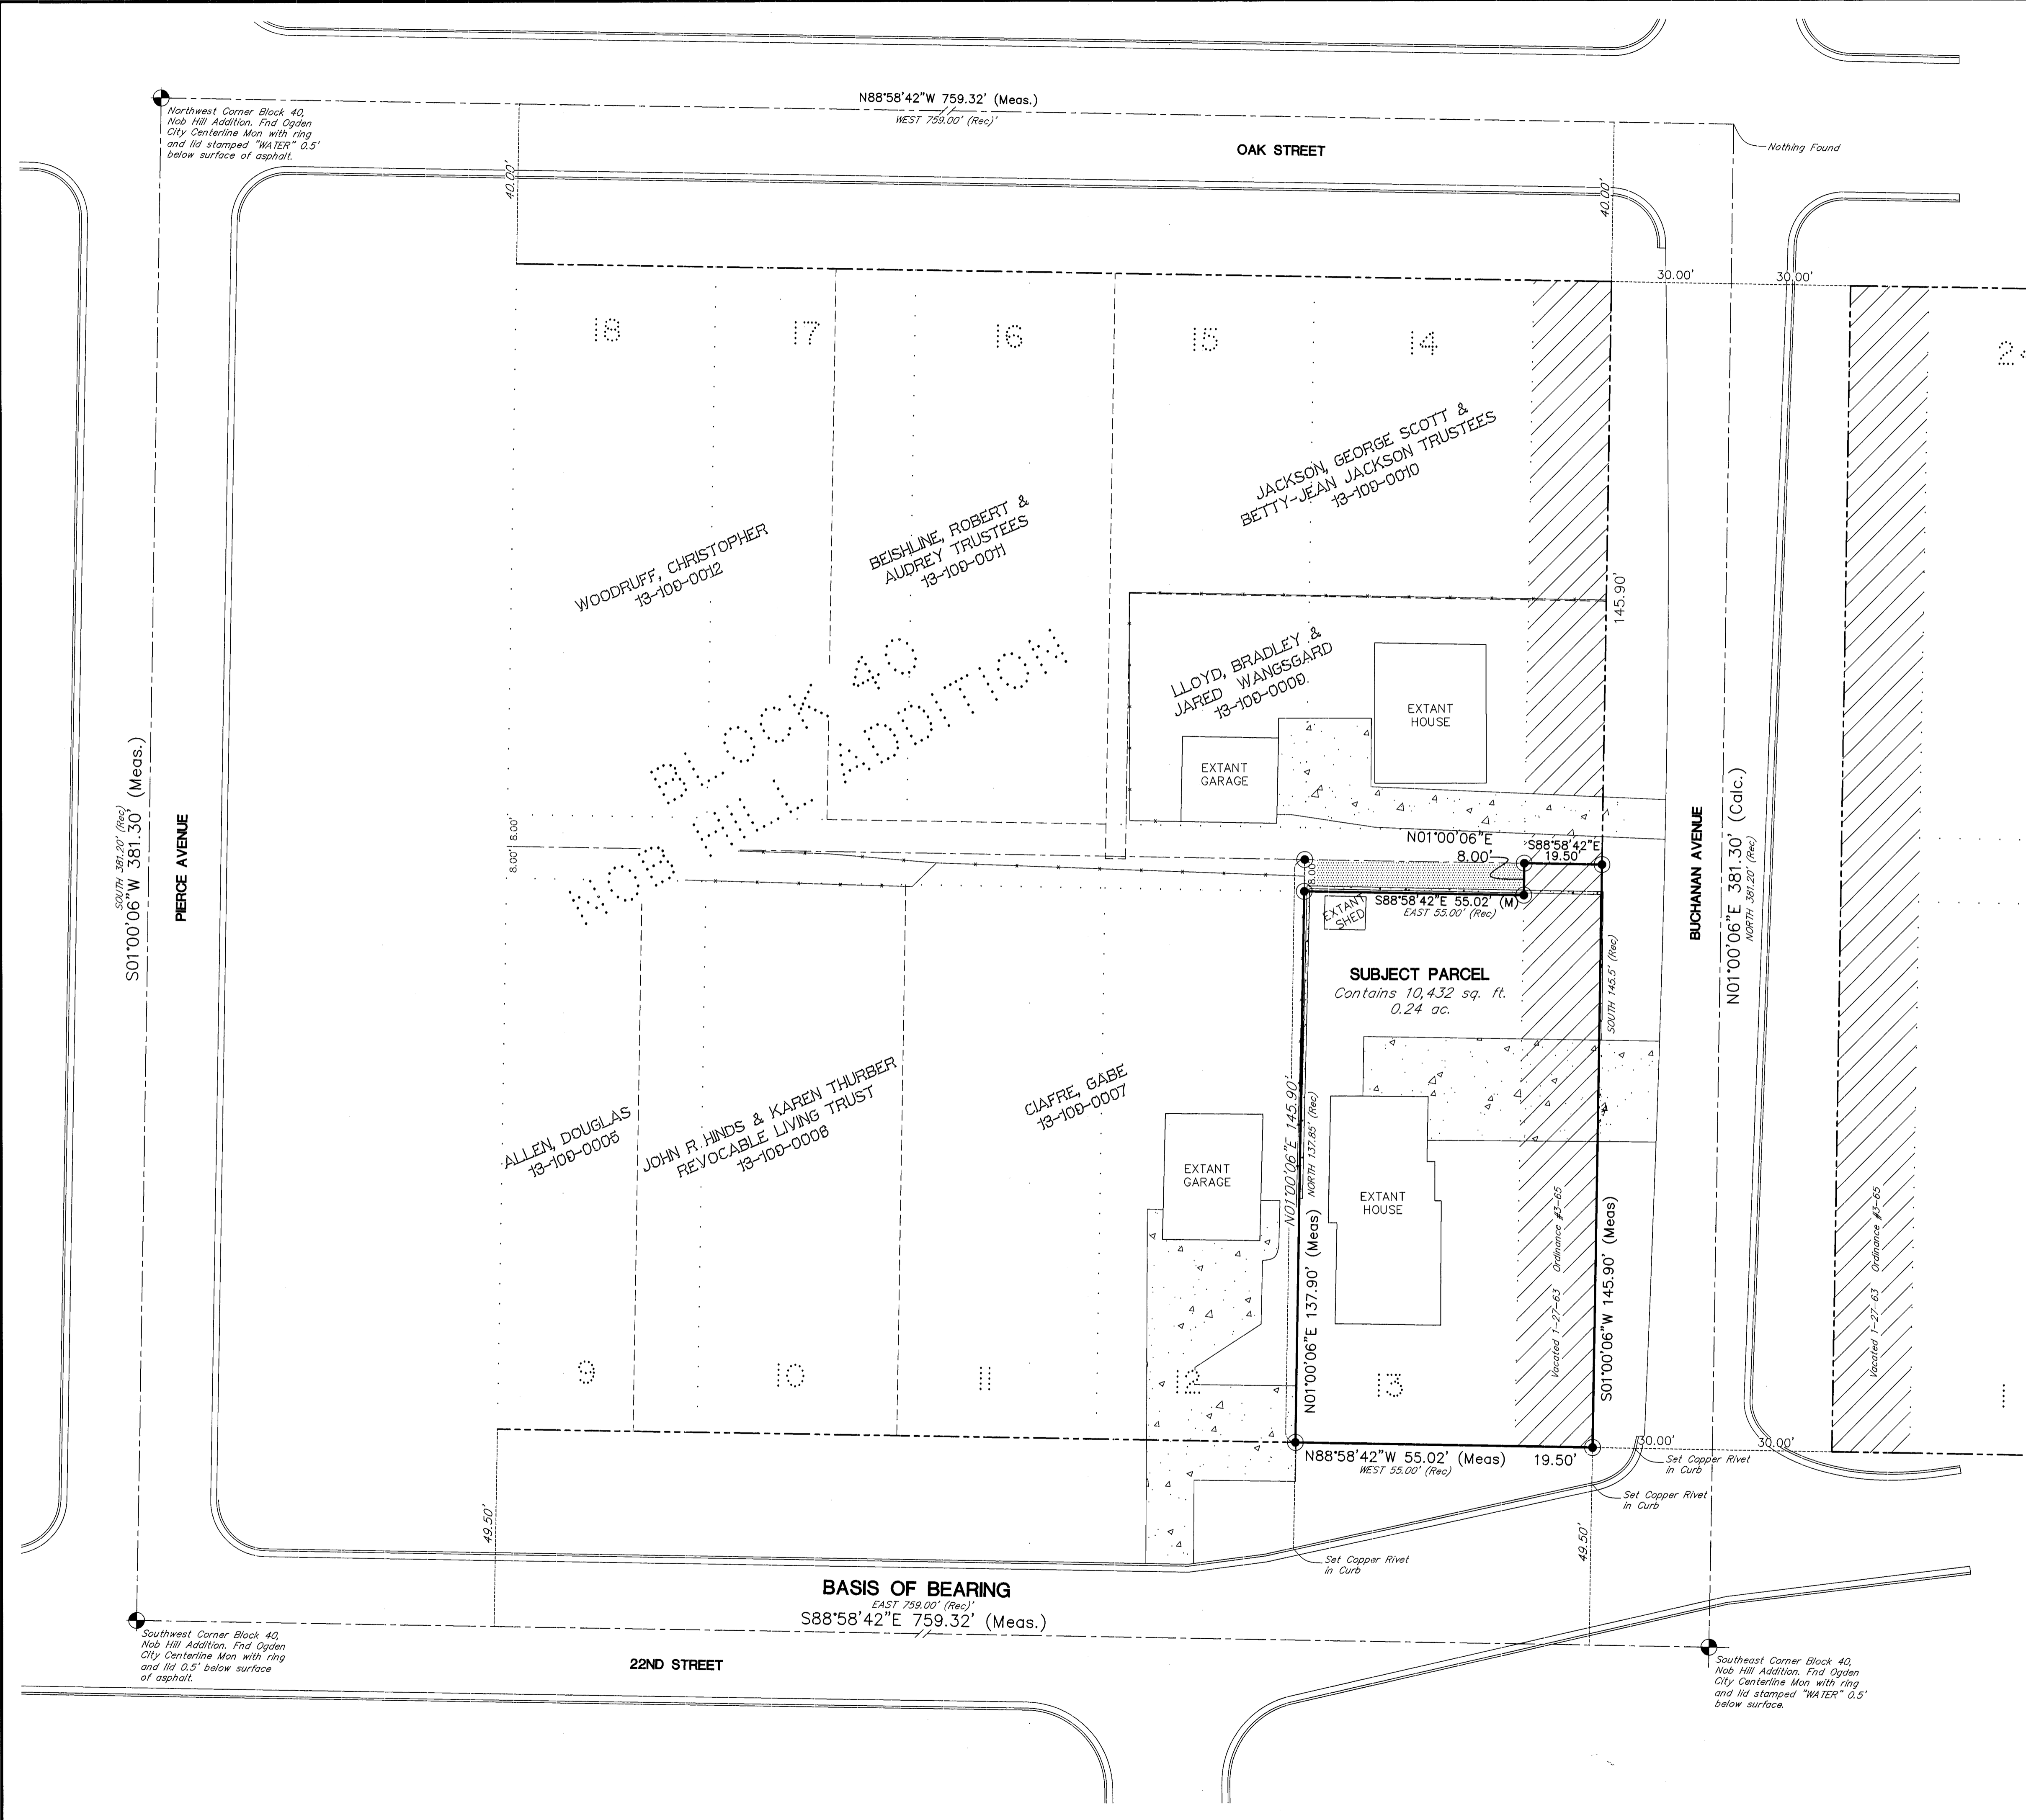 N88°58'42"W 759.32' (Meas.)
WEST 759.00' (Rec)'
Northwest Corner Block 40,
Nob Hill Addition. Fnd Ogden
City Centerline Mon with ring
and lid stamped "WATER" 0.5'
below surface of asphalt.
OAK STREET
Nothing Found
40.00'
40.00'
30.00'
30.00'
18
17
16
15
14
2
JACKSON, GEORGE SCOTT &
BETTY-JEAN JACKSON TRUSTEES
13-109-0010
BEISHLINE, ROBERT &
AUDREY TRUSTEES
13-109-0011
WOODRUFF, CHRISTOPHER
13-109-0012
145.90'
BLOCK 40
NOB HILL ADDITION
LLOYD, BRADLEY &
JARED WANGSGARD
13-109-0009
EXTANT
HOUSE
EXTANT
GARAGE
SOUTH 381.20' (Rec)
S01°00'06"W 381.30' (Meas.)
PIERCE AVENUE
8.00'
8.00'
N01°00'06"E
8.00'
S88°58'42"E
19.50'
8.00'
S88°58'42"E 55.02' (M)
EAST 55.00' (Rec)
EXTANT
SHED
BUCHANAN AVENUE
N01°00'06"E 381.30' (Calc.)
NORTH 381.20' (Rec)
SUBJECT PARCEL
Contains 10,432 sq. ft.
0.24 ac.
SOUTH 145.5' (Rec)
ALLEN, DOUGLAS
13-109-0005
JOHN R. HINDS & KAREN THURBER
REVOCABLE LIVING TRUST
13-109-0006
CIAFRE, GABE
13-109-0007
EXTANT
GARAGE
N01°00'06"E 145.90'
NORTH 137.85' (Rec)
N01°00'06"E 137.90' (Meas)
EXTANT
HOUSE
Vacated 1-27-63 Ordinance #3-65
S01°00'06"W 145.90' (Meas)
Vacated 1-27-63 Ordinance #3-65
9
10
11
12
13
1
N88°58'42"W 55.02' (Meas)
WEST 55.00' (Rec)
19.50'
30.00'
30.00'
Set Copper Rivet
in Curb
Set Copper Rivet
in Curb
Set Copper Rivet
in Curb
49.50'
49.50'
BASIS OF BEARING
EAST 759.00' (Rec)'
S88°58'42"E 759.32' (Meas.)
Southwest Corner Block 40,
Nob Hill Addition. Fnd Ogden
City Centerline Mon with ring
and lid 0.5' below surface
of asphalt.
22ND STREET
Southeast Corner Block 40,
Nob Hill Addition. Fnd Ogden
City Centerline Mon with ring
and lid stamped "WATER" 0.5'
below surface.